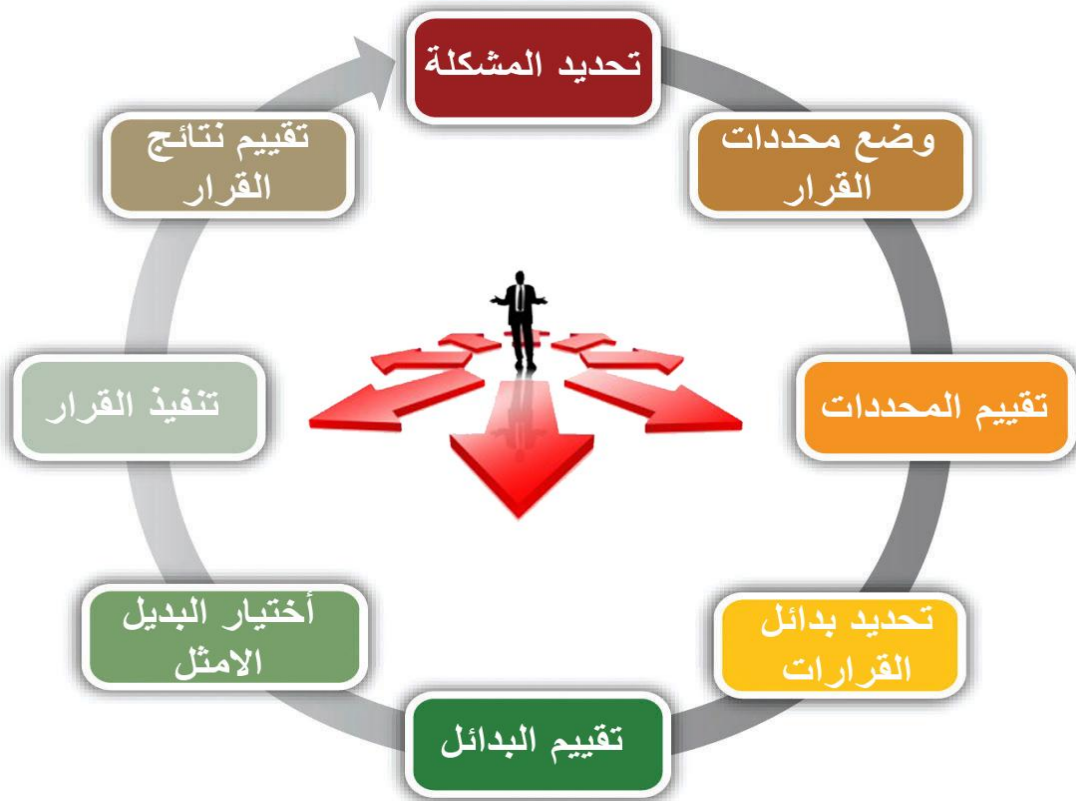 تحديد المشكلة
وضع محددات
القرار
تقييم المحددات
تحديد بدائل
القرارات
تقييم البدائل
أختيار البديل
الامثل
تنفيذ القرار
تقييم نتائج
القرار